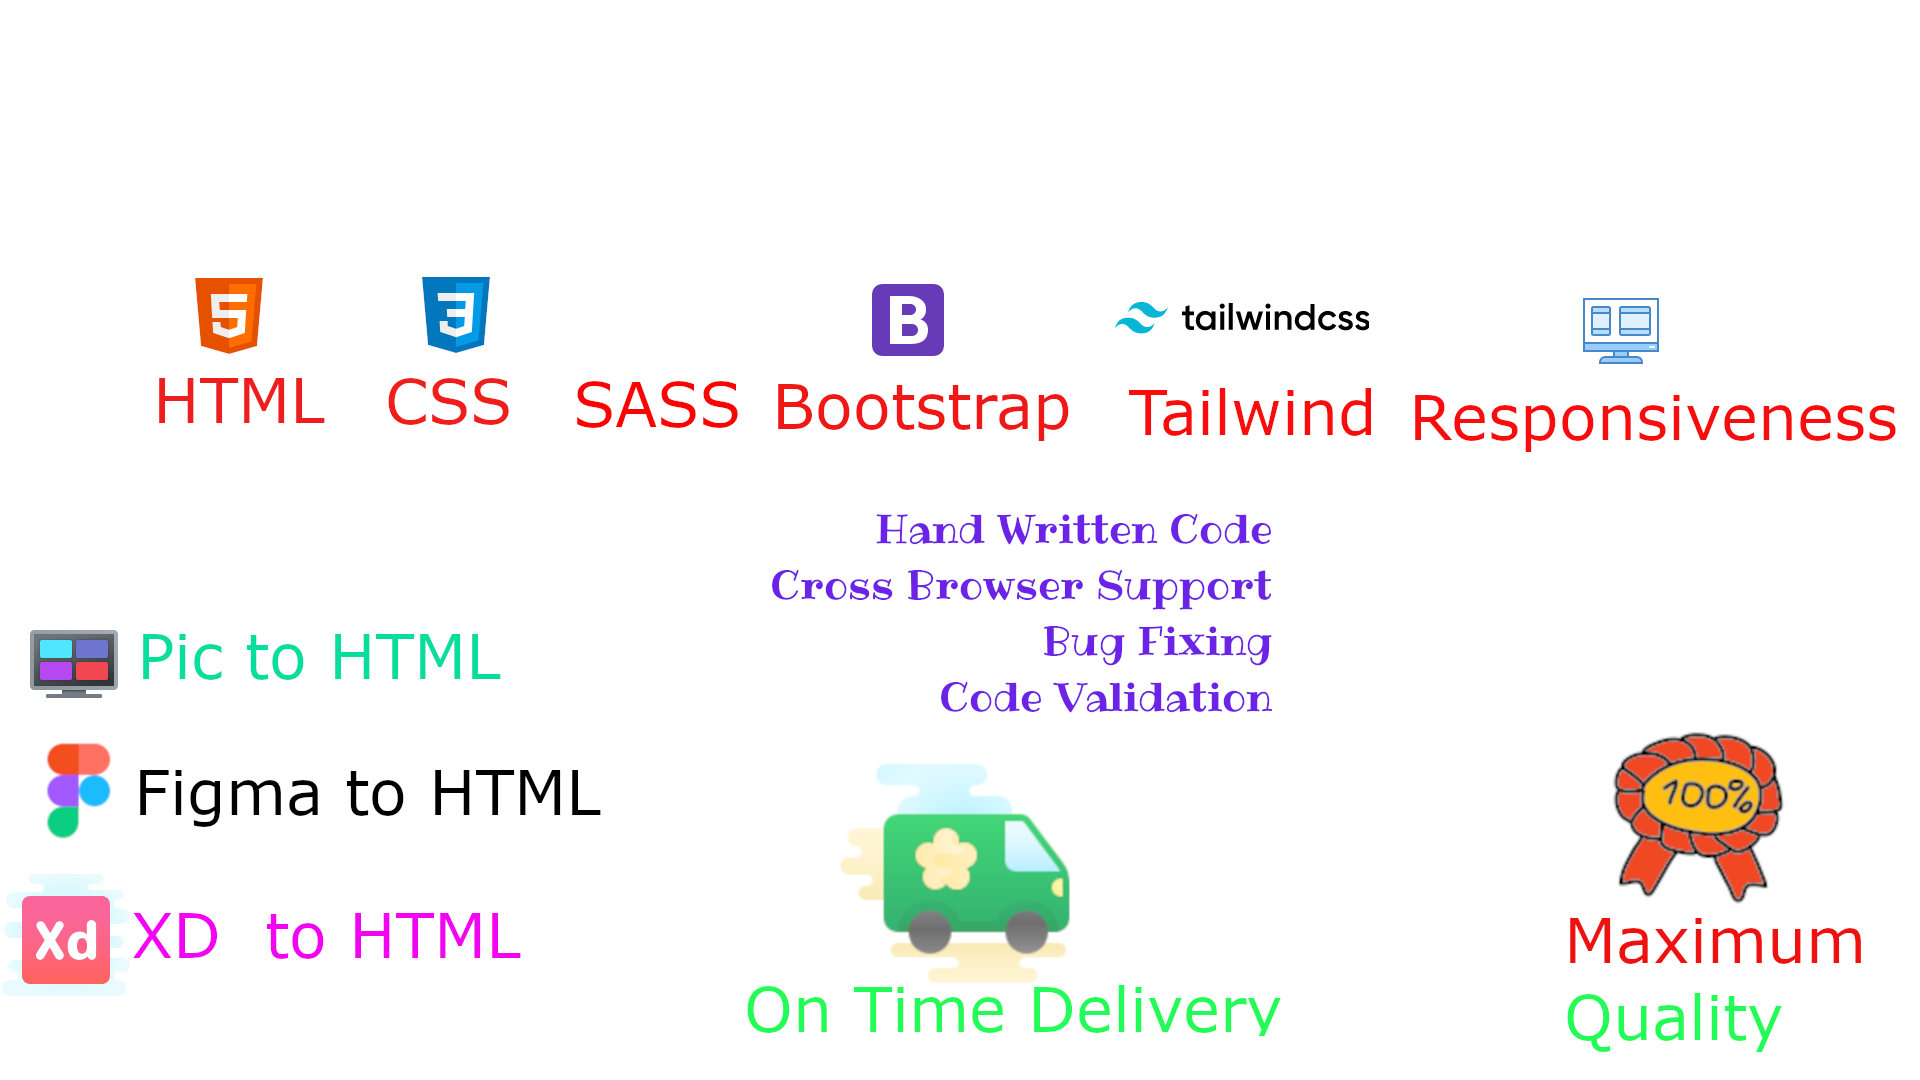 5 3 B tailwindcss
HTML CSS SASS Bootstrap Tailwind Responsiveness
Hand Written Code
Cross Browser Support
Bug Fixing
Code Validation
Pic to HTML
Figma to HTML
Xd XD to HTML
On Time Delivery
100%
Maximum
Quality